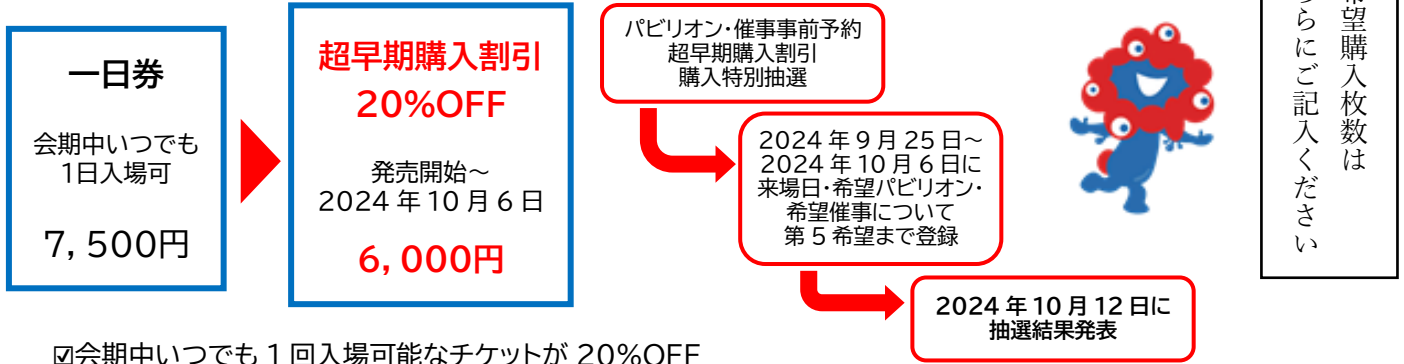 一日券
会期中いつでも
1日入場可
7,500円
超早期購入割引
20%OFF
発売開始～
2024年10月6日
6,000円
パビリオン・催事事前予約
超早期購入割引
購入特別抽選
2024年9月25日～
2024年10月6日に
来場日・希望パビリオン・
希望催事について
第5希望まで登録
2024年10月12日に
抽選結果発表
望購入枚数は
らにご記入ください
☑会期中いつでも1回入場可能なチケットが20%OFF